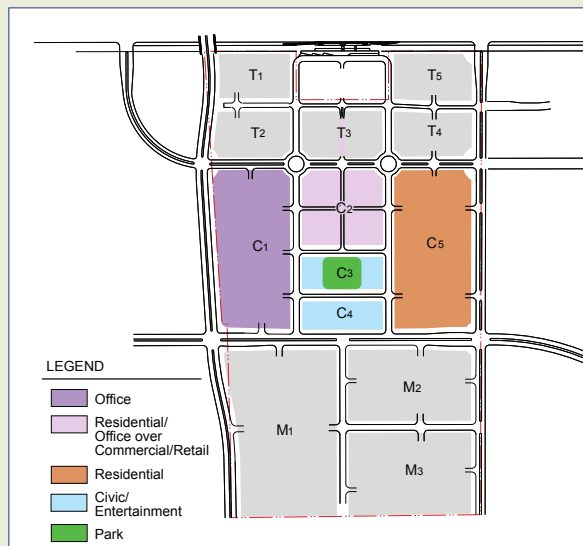 T1
T5
T2
T3
T4
C2
C1
C5
C3
C4
M2
M1
M3
LEGEND
Office
Residential/
Office over
Commercial/Retail
Residential
Civic/
Entertainment
Park